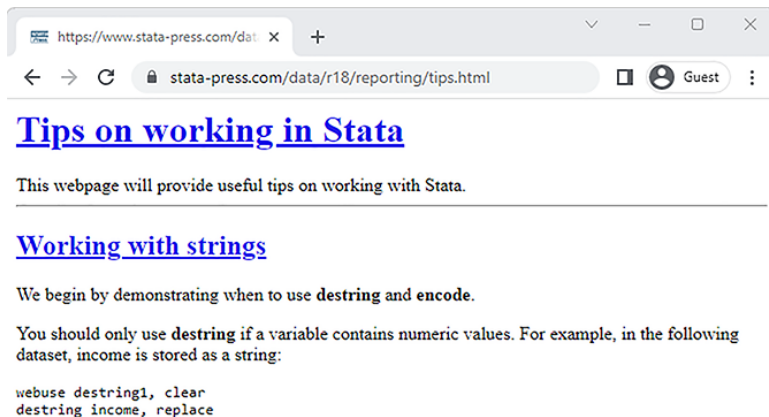 https://www.stata-press.com/dat
stata-press.com/data/r18/reporting/tips.html
Guest
Tips on working in Stata
This webpage will provide useful tips on working with Stata.
Working with strings
We begin by demonstrating when to use destring and encode.
You should only use destring if a variable contains numeric values. For example, in the following
dataset, income is stored as a string:
webuse destring1, clear
destring income, replace